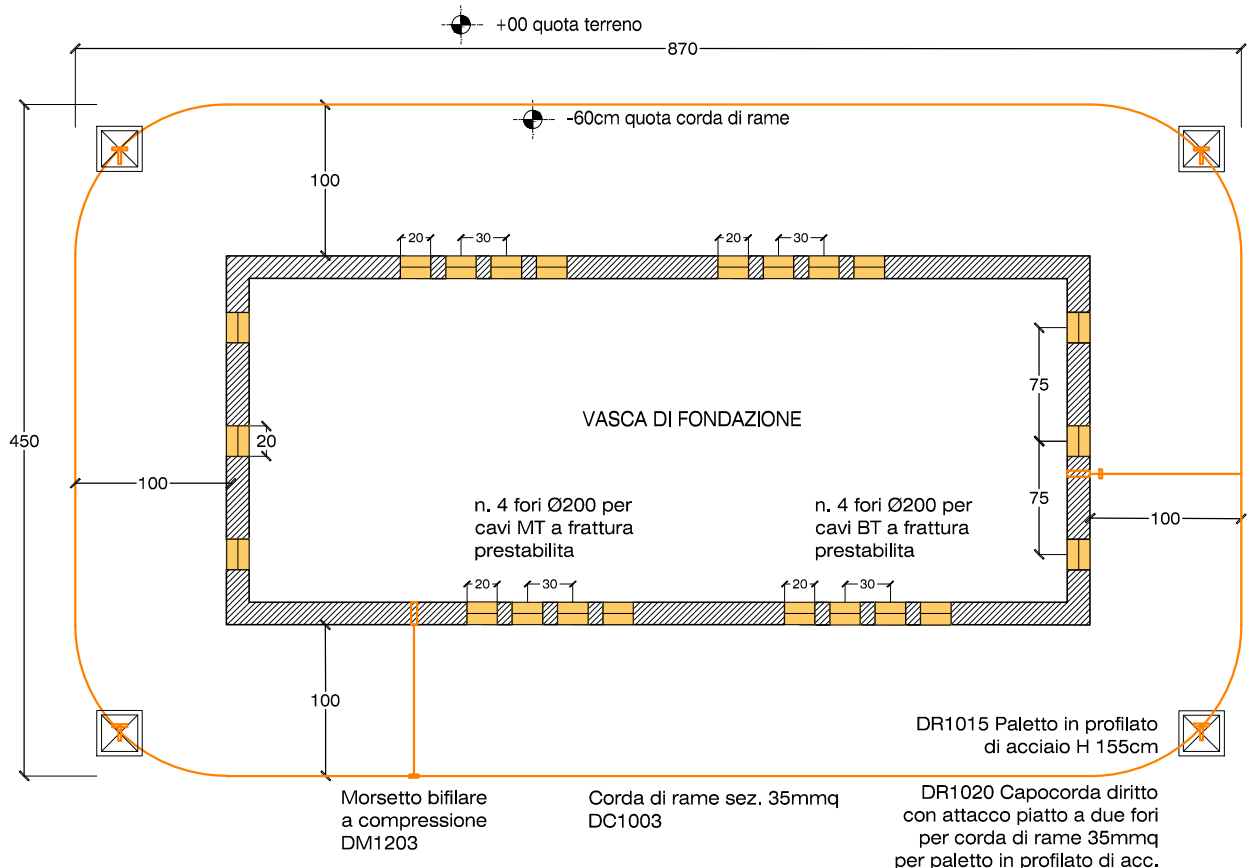 +00 quota terreno
870
-60cm quota corda di rame
100
20
30
20
30
75
VASCA DI FONDAZIONE
450
20
100
75
n. 4 fori Ø200 per
cavi MT a frattura
prestabilita
n. 4 fori Ø200 per
cavi BT a frattura
prestabilita
100
20
30
20
30
100
DR1015 Paletto in profilato
di acciaio H 155cm
Morsetto bifilare
a compressione
DM1203
Corda di rame sez. 35mmq
DC1003
DR1020 Capocorda diritto
con attacco piatto a due fori
per corda di rame 35mmq
per paletto in profilato di acc.